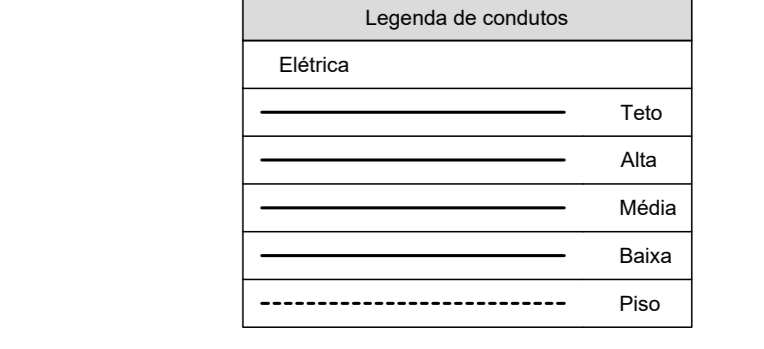 Legenda de condutos
Elétrica
Teto
Alta
Média
Baixa
Piso